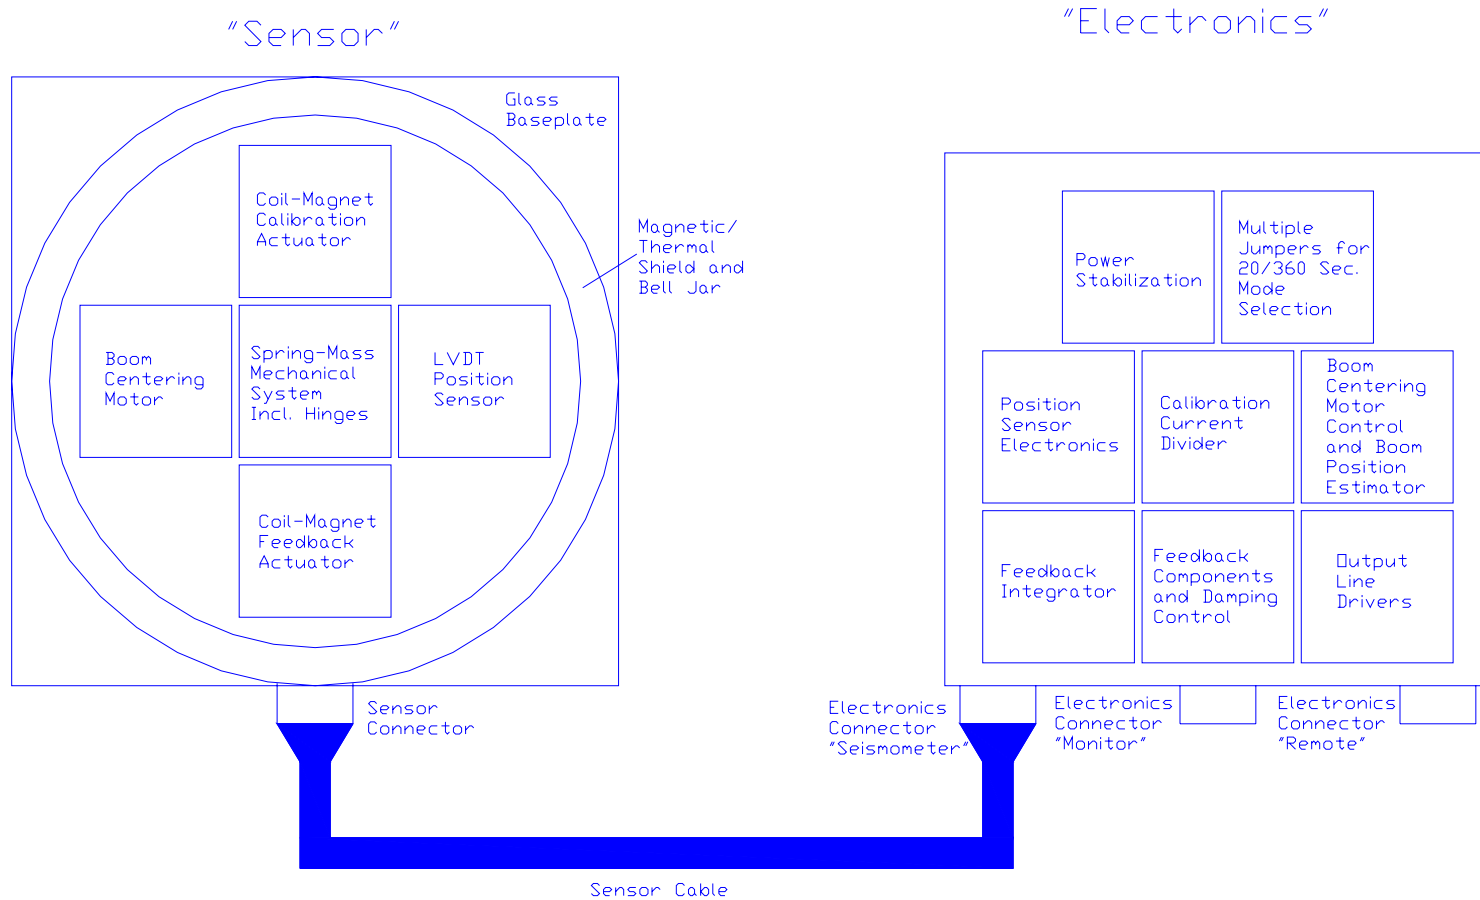 "Sensor"
"Electronics"
Glass
Baseplate
Coil-Magnet
Calibration
Actuator
Magnetic/
Thermal
Shield and
Bell Jar
Boom
Centering
Motor
Spring-Mass
Mechanical
System
Incl. Hinges
LVDT
Position
Sensor
Coil-Magnet
Feedback
Actuator
Sensor
Connector
Power
Stabilization
Multiple
Jumpers for
20/360 Sec.
Mode
Selection
Position
Sensor
Electronics
Calibration
Current
Divider
Boom
Centering
Motor
Control
and Boom
Position
Estimator
Feedback
Integrator
Feedback
Components
and Damping
Control
Output
Line
Drivers
Electronics
Connector
"Seismometer"
Electronics
Connector
"Monitor"
Electronics
Connector
"Remote"
Sensor Cable